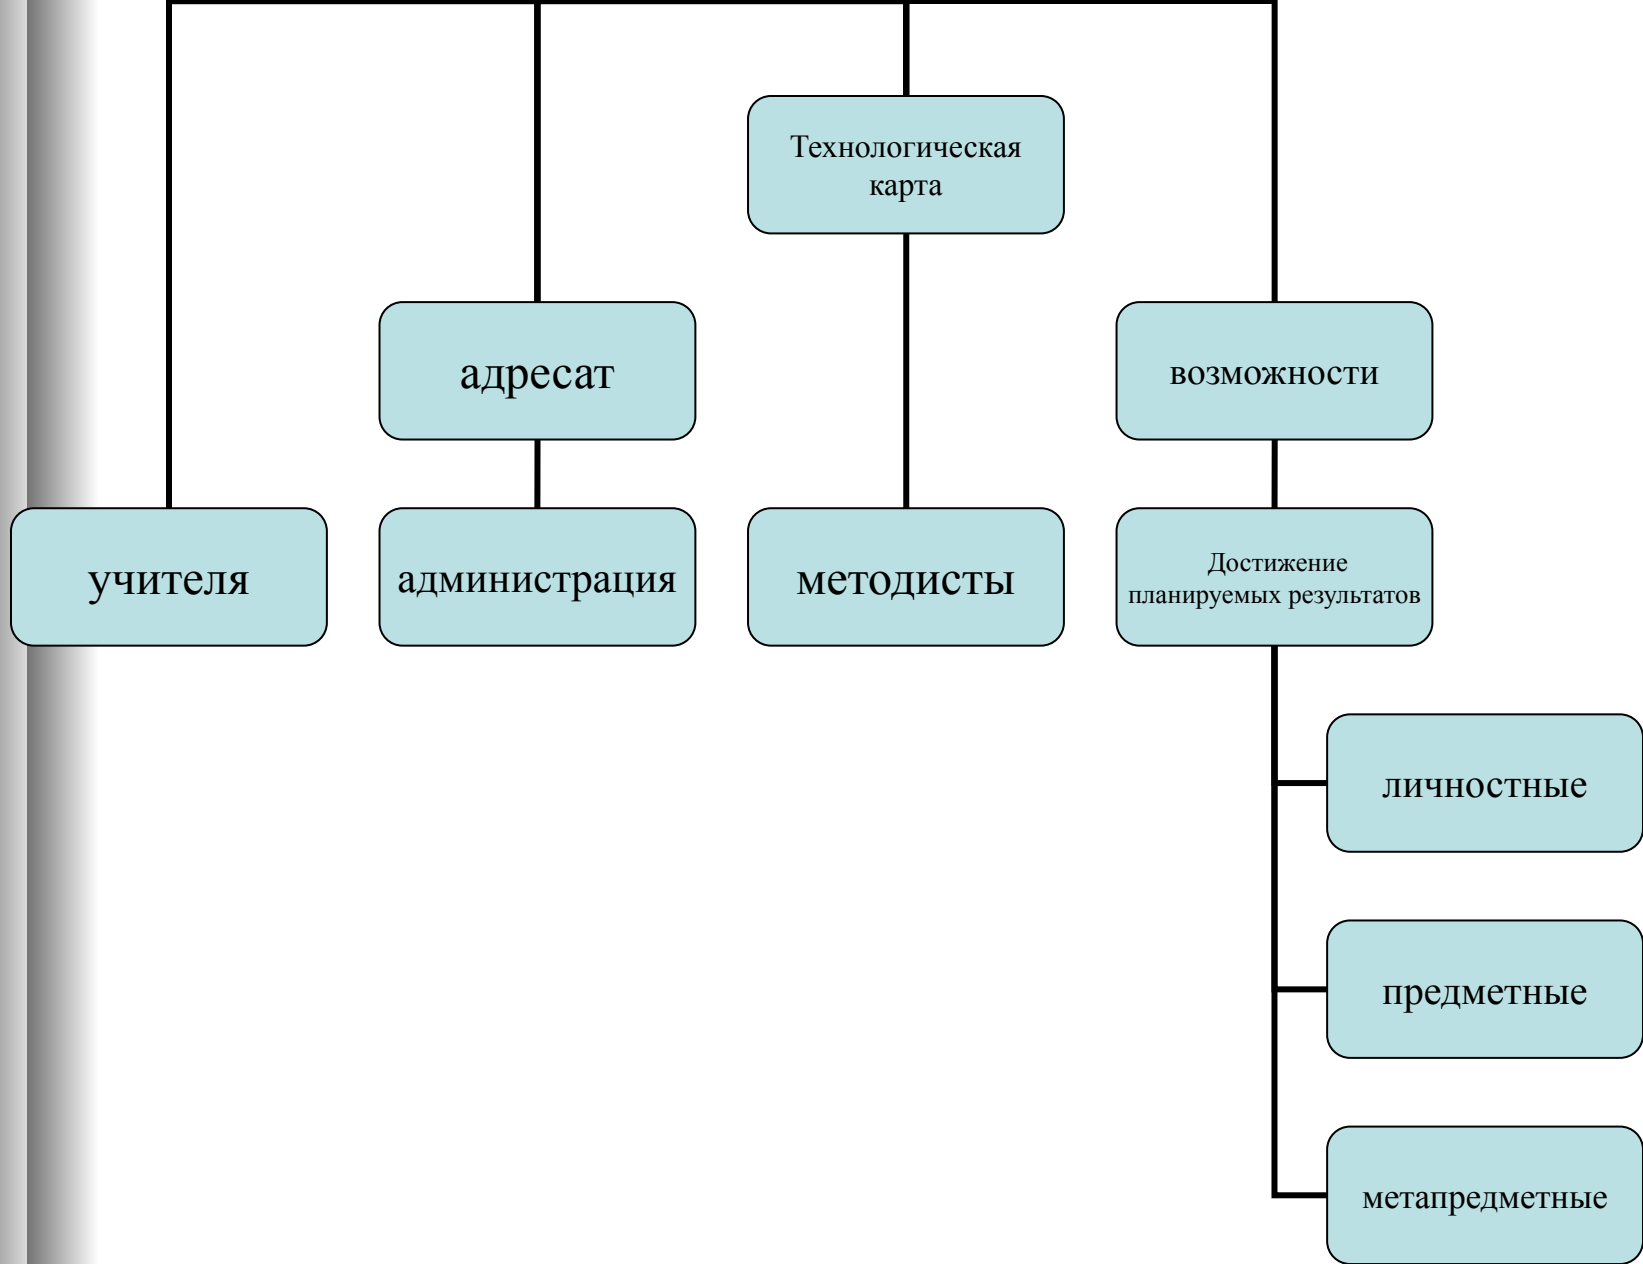 Технологическая
карта
адресат
возможности
учителя
администрация
методисты
Достижение
планируемых результатов
личностные
предметные
метапредметные